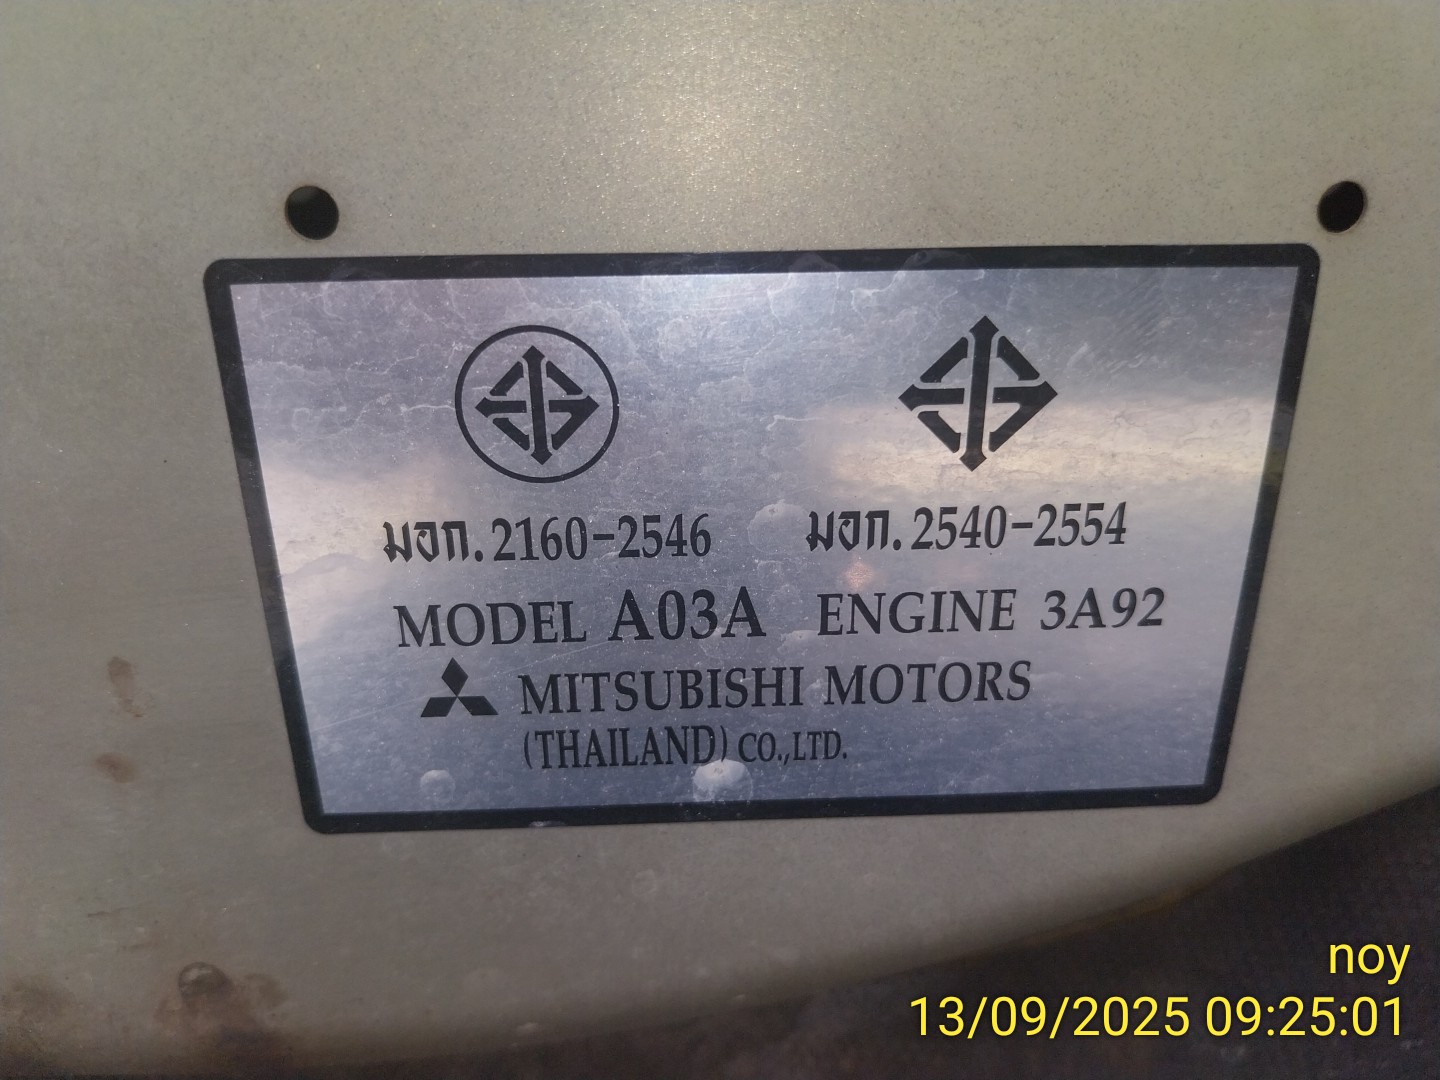 มอก.2160-2546 มอก.2540-2554
MODEL A03A ENGINE 3A92
MITSUBISHI MOTORS
(THAILAND) CO.,LTD.
noy
13/09/2025 09:25:01